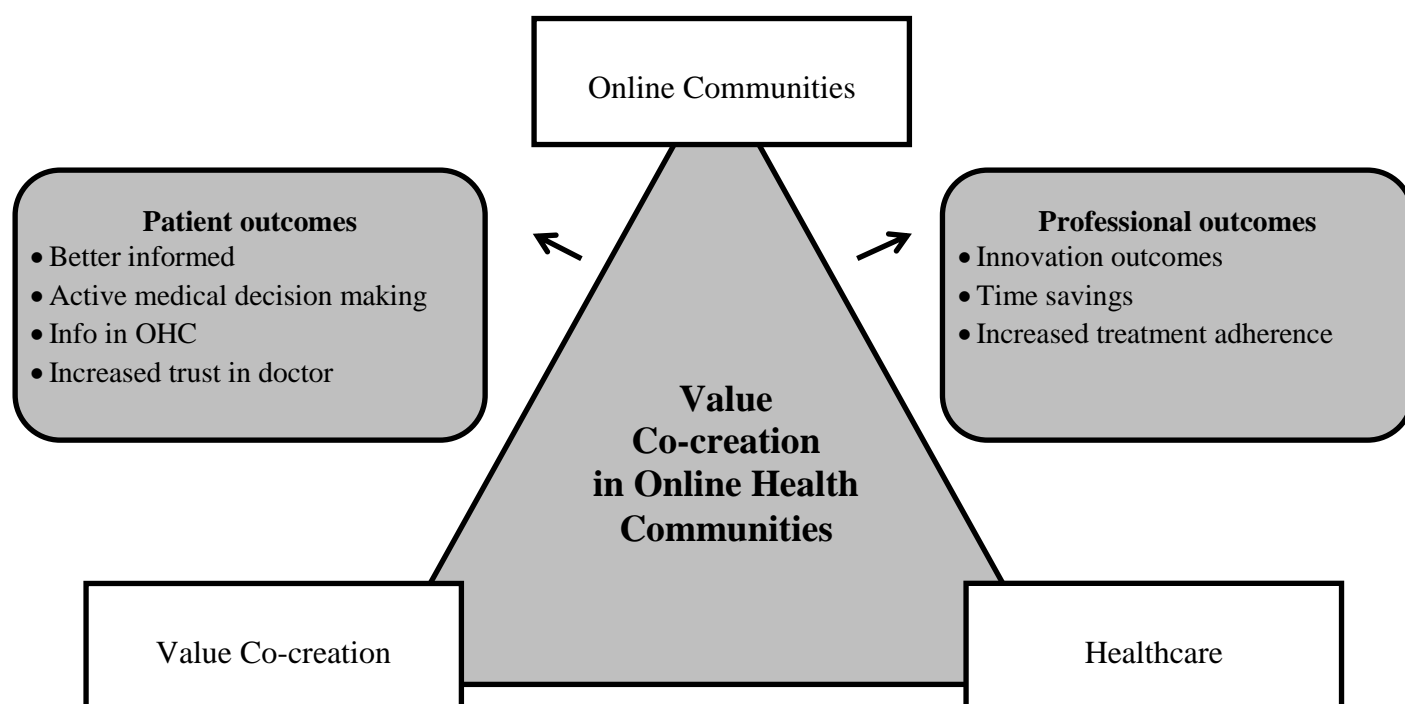 Online Communities
Patient outcomes
• Better informed
• Active medical decision making
• Info in OHC
• Increased trust in doctor
Professional outcomes
• Innovation outcomes
• Time savings
• Increased treatment adherence
Value
Co-creation
in Online Health
Communities
Value Co-creation
Healthcare